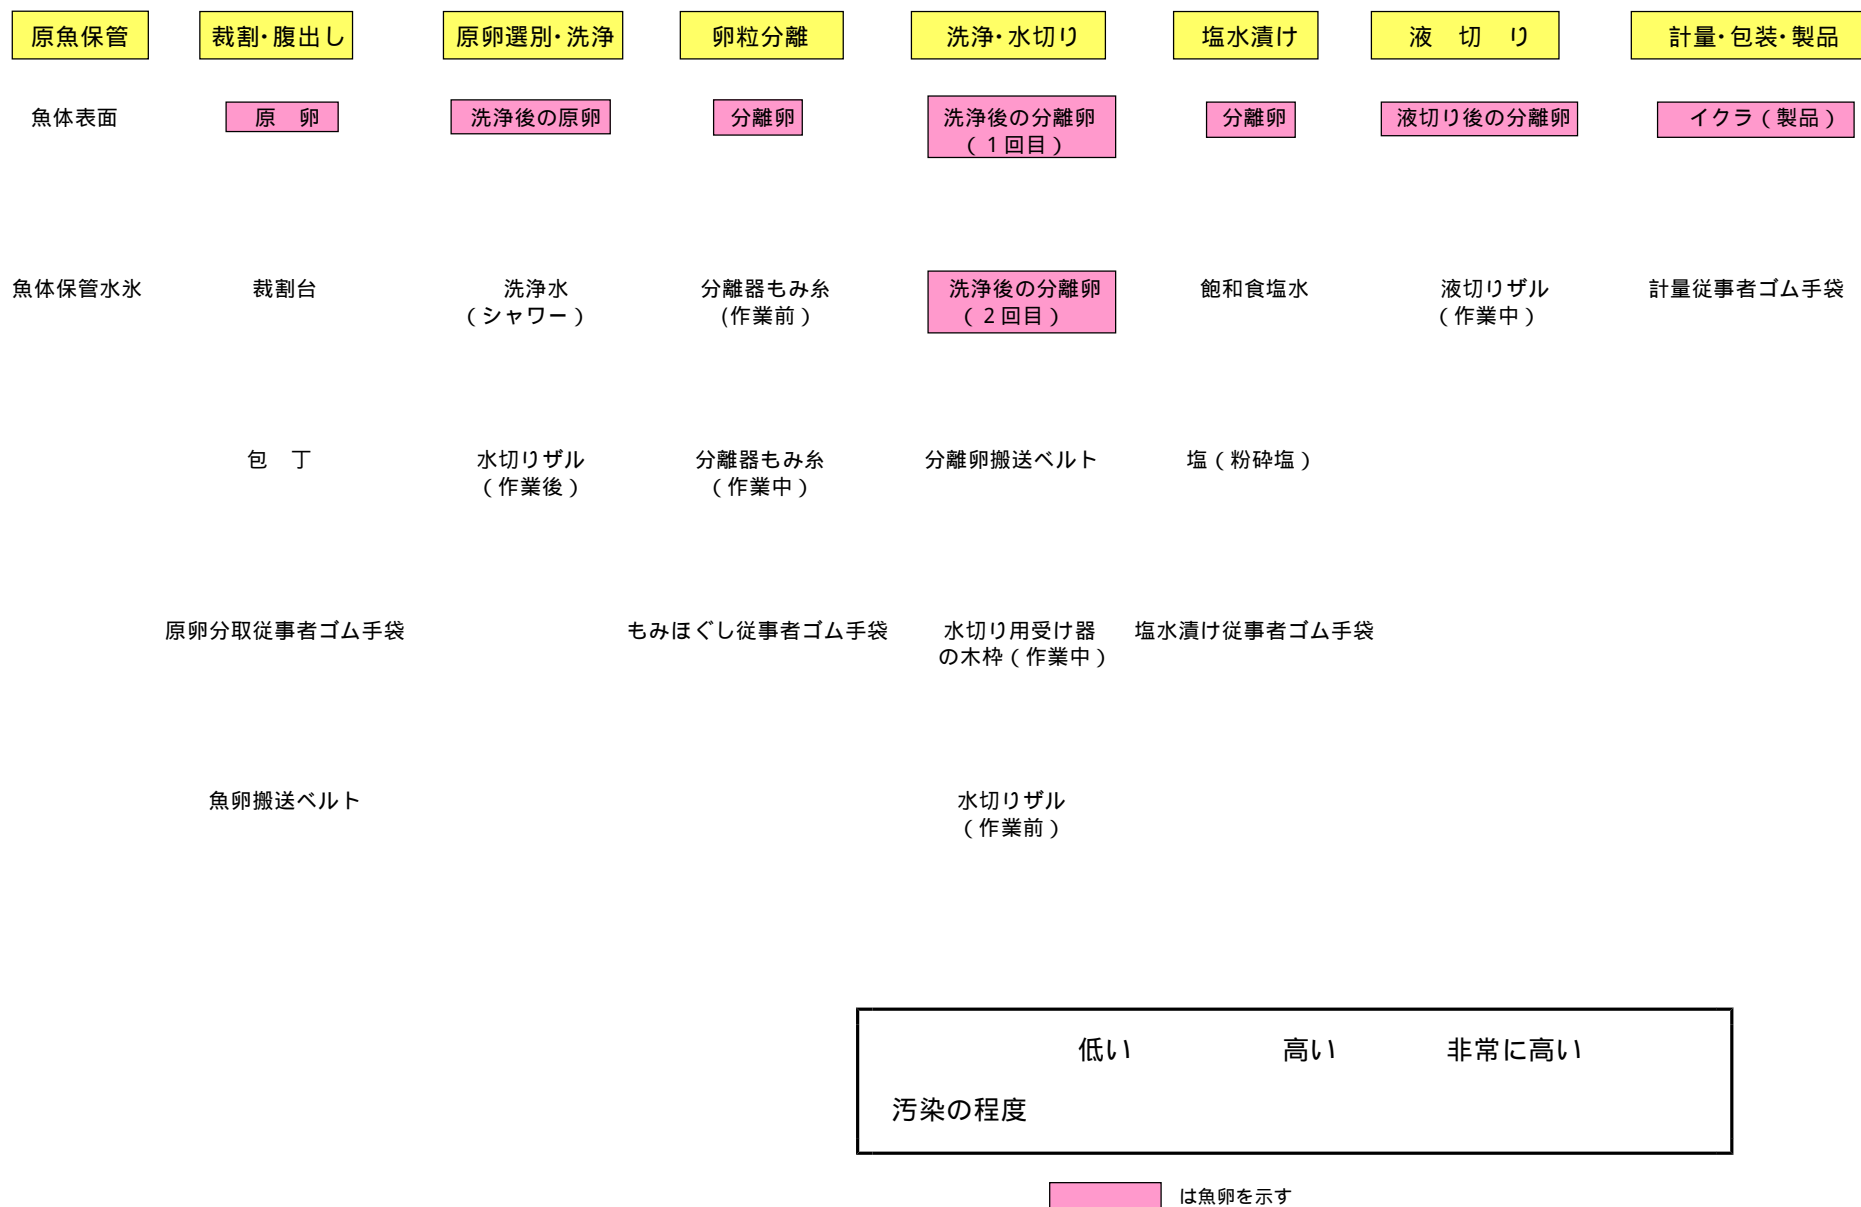 原魚保管
裁割・腹出し
原卵選別・洗浄
卵粒分離
洗浄・水切り
塩水漬け
液 切 り
計量・包装・製品
魚体表面
原 卵
洗浄後の原卵
分離卵
洗浄後の分離卵
（１回目）
分離卵
液切り後の分離卵
イクラ（製品）
魚体保管水氷
裁割台
洗浄水
（シャワー）
分離器もみ糸
(作業前）
洗浄後の分離卵
（２回目）
飽和食塩水
液切りザル
（作業中）
計量従事者ゴム手袋
包 丁
水切りザル
（作業後）
分離器もみ糸
（作業中）
分離卵搬送ベルト
塩（粉砕塩）
原卵分取従事者ゴム手袋
もみほぐし従事者ゴム手袋
水切り用受け器
の木枠（作業中）
塩水漬け従事者ゴム手袋
魚卵搬送ベルト
水切りザル
（作業前）
低い 高い 非常に高い
汚染の程度
は魚卵を示す